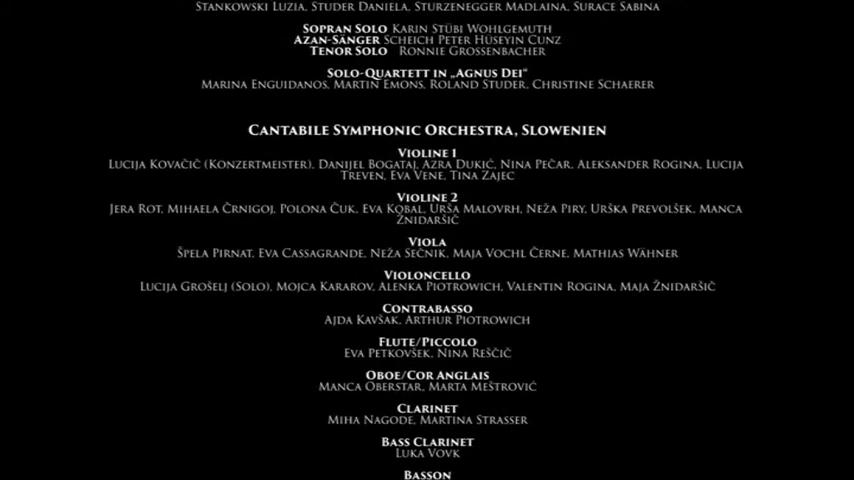 Stankowski Luzia, Studer Daniela, Sturzenegger Madlaina, Surace Sabina
Sopran Solo Karin Stübi Wohlgemuth
Azan-Sänger Scheich Peter Hüseyin Cunz
Tenor Solo Ronnie Grossenbacher
Solo-Quartett in „Agnus Dei“
Marina Enguidanos, Martin Emons, Roland Studer, Christine Schaerer
Cantabile Symphonic Orchestra, Slowenien
Violine 1
Lucija Kovačič (Konzertmeister), Danijel Bogataj, Azra Dukić, Nina Pečar, Aleksander Rogina, Lucija
Treven, Eva Vene, Tina Zajec
Violine 2
Jera Rot, Mihaela Črnigoj, Polona Čuk, Eva Kobal, Urša Malovrh, Neža Piry, Urška Prevolšek, Manca
Žnidaršič
Viola
Špela Pirnat, Eva Cassagrande, Neža Sečnik, Maja Vochl Černe, Mathias Wähner
Violoncello
Lucija Grošelj (Solo), Mojca Kararov, Alenka Piotrowich, Valentin Rogina, Maja Žnidaršič
Contrabasso
Ajda Kavšak, Arthur Piotrowich
Flute/Piccolo
Eva Petkovšek, Nina Reščič
Oboe/Cor Anglais
Manca Oberstar, Marta Meštrović
Clarinet
Miha Nagode, Martina Strasser
Bass Clarinet
Luka Vovk
Basson